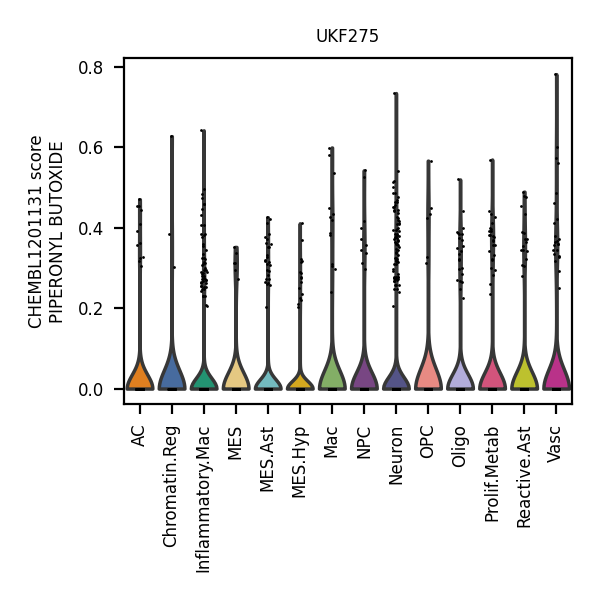 UKF275
CHEMBL1201131 score
PIPERONYL BUTOXIDE
0.8
0.6
0.4
0.2
0.0
AC
Chromatin.Reg
Inflammatory.Mac
MES
MES.Ast
MES.Hyp
Mac
NPC
Neuron
OPC
Oligo
Prolif.Metab
Reactive.Ast
Vasc